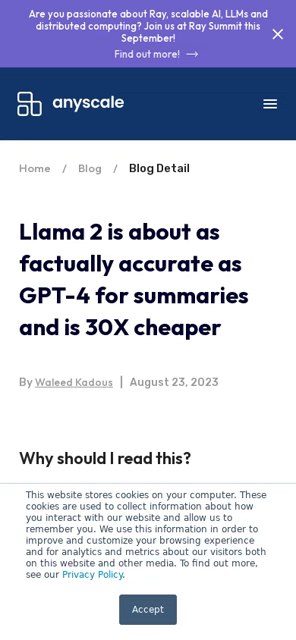 Are you passionate about Ray, scalable AI, LLMs and
distributed computing? Join us at Ray Summit this
September!
Find out more!
anyscale
Home / Blog / Blog Detail
Llama 2 is about as
factually accurate as
GPT-4 for summaries
and is 30X cheaper
By Waleed Kadous | August 23, 2023
Why should I read this?
This website stores cookies on your computer. These
cookies are used to collect information about how
you interact with our website and allow us to
remember you. We use this information in order to
improve and customize your browsing experience
and for analytics and metrics about our visitors both
on this website and other media. To find out more,
see our Privacy Policy.
Accept